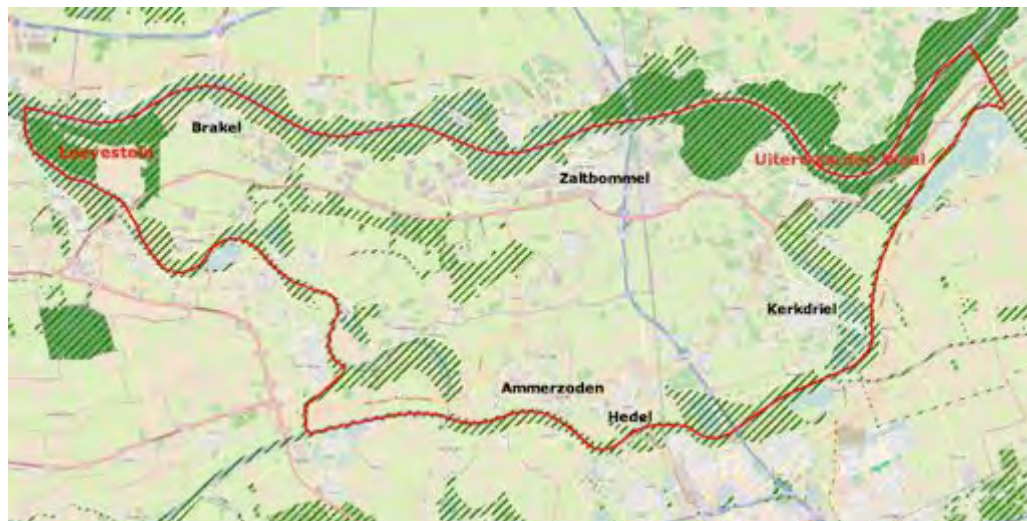 Brakel
Loevestein
Uiterwaarden Waal
Zaltbommel
Kerkdriel
Ammerzoden
Hedel